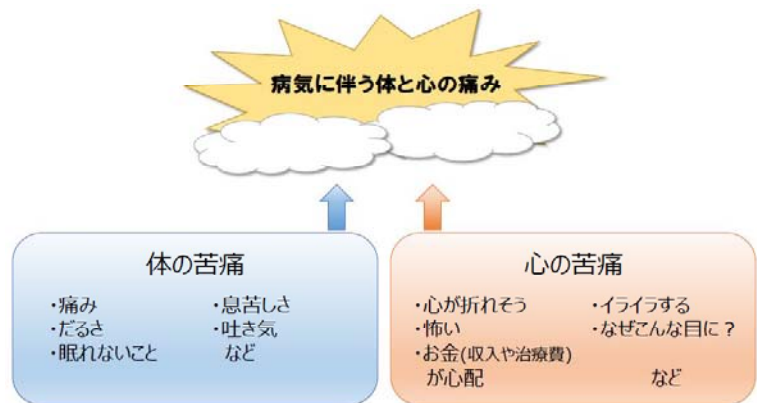 病気に伴う体と心の痛み
体の苦痛
・痛み
・だるさ
・眠れないこと
・息苦しさ
・吐き気
など
心の苦痛
・心が折れそう
・怖い
・お金(収入や治療費)
が心配
・イライラする
・なぜこんな目に？
など